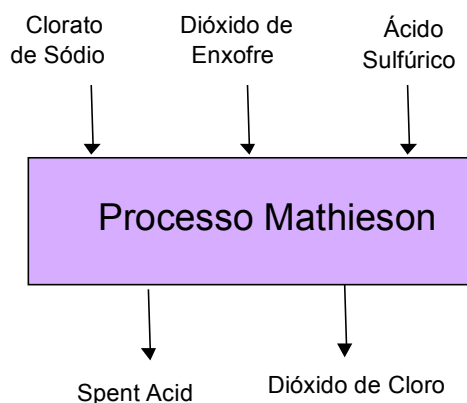 Clorato
de Sódio
Dióxido de
Enxofre
Ácido
Sulfúrico
Processo Mathieson
Spent Acid
Dióxido de Cloro